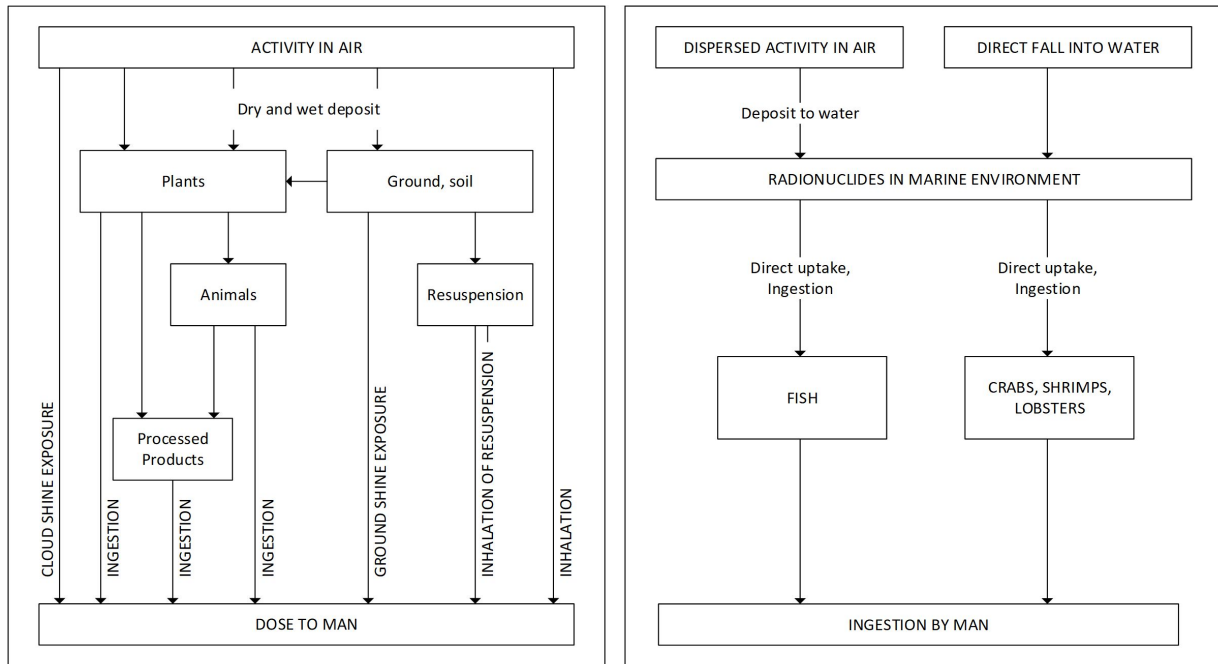 ACTIVITY IN AIR
Dry and wet deposit
Plants
Ground, soil
Animals
Resuspension
Processed
Products
CLOUD SHINE EXPOSURE
INGESTION
INGESTION
INGESTION
GROUND SHINE EXPOSURE
INHALATION OF RESUSPENSION
INHALATION
DOSE TO MAN
DISPERSED ACTIVITY IN AIR
DIRECT FALL INTO WATER
Deposit to water
RADIONUCLIDES IN MARINE ENVIRONMENT
Direct uptake,
Ingestion
Direct uptake,
Ingestion
FISH
CRABS, SHRIMPS,
LOBSTERS
INGESTION BY MAN